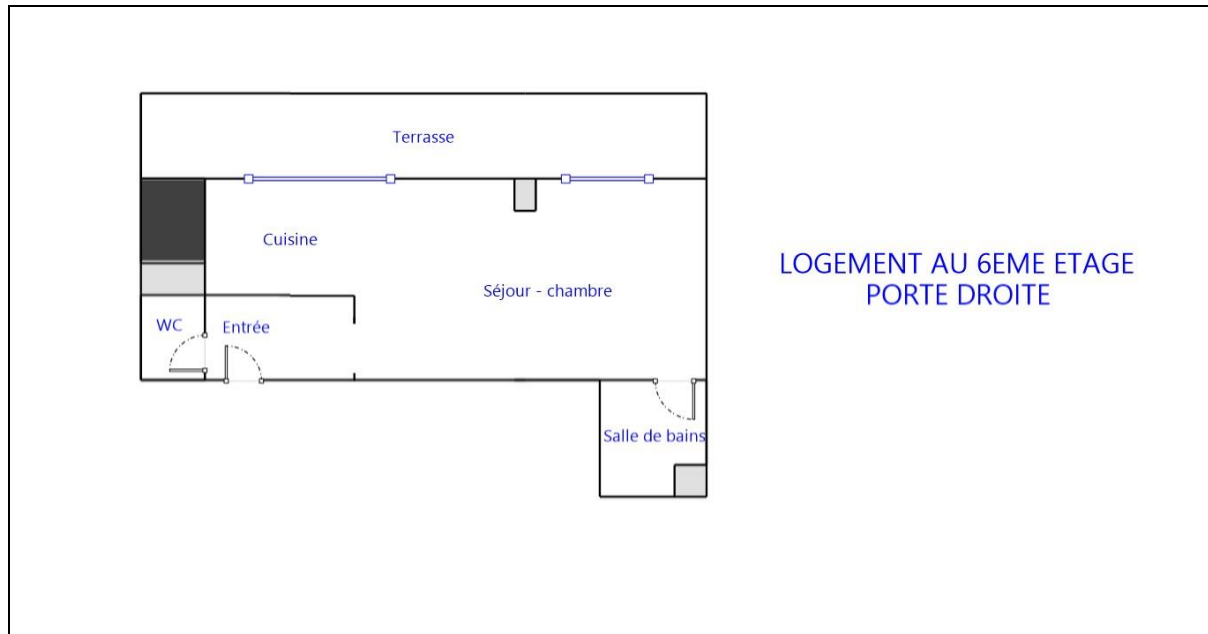 Terrasse
Cuisine
Séjour - chambre
LOGEMENT AU 6EME ETAGE
PORTE DROITE
WC
Entrée
Salle de bains